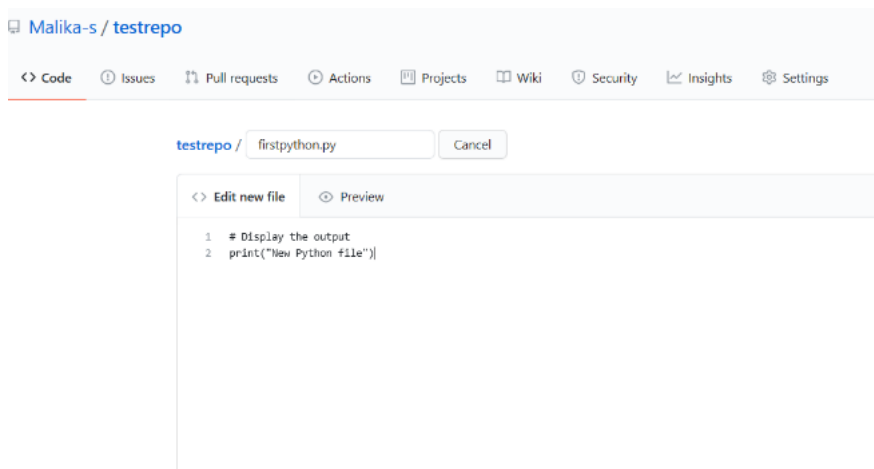 Malika-s / testrepo
<> Code Issues Pull requests Actions Projects Wiki Security Insights Settings
testrepo / firstpython.py Cancel
<> Edit new file Preview
1 # Display the output
2 print("New Python file")